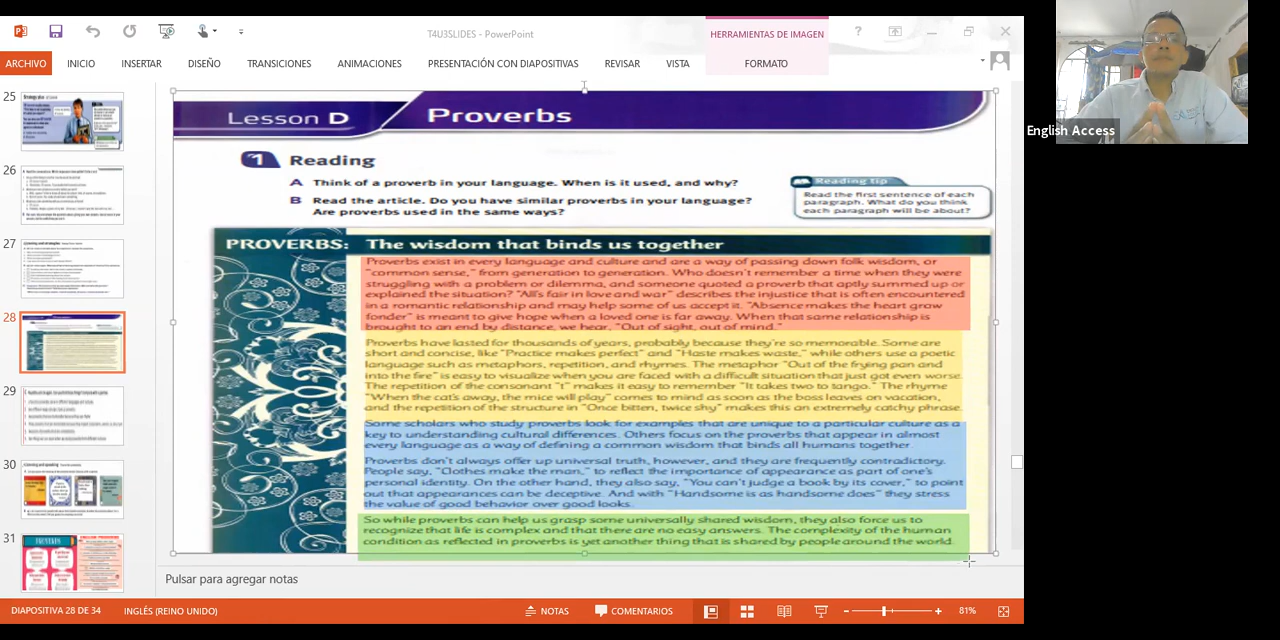 T4U3SLIDES - PowerPoint
HERRAMIENTAS DE IMAGEN
ARCHIVO INICIO INSERTAR DISEÑO TRANSICIONES ANIMACIONES PRESENTACIÓN CON DIAPOSITIVAS REVISAR VISTA FORMATO
English Access
25
26
27
28
29
30
31
Lesson D Proverbs
1 Reading
A Think of a proverb in your language. When is it used, and why?
B Read the article. Do you have similar proverbs in your language?
Are proverbs used in the same ways?
Reading tip
Read the first sentence of each
paragraph. What do you think
each paragraph will be about?
PROVERBS: The wisdom that binds us together
Proverbs exist in every language and culture and are a way of passing down folk wisdom, or
"common sense," from generation to generation. Who doesn't remember a time when they were
struggling with a problem or dilemma, and someone quoted a proverb that aptly summed up or
explained the situation? "All's fair in love and war" describes the injustice that is often encountered
in a romantic relationship and may help some of us accept it. "Absence makes the heart grow
fonder" is meant to give hope when a loved one is far away. When that same relationship is
brought to an end by distance, we hear, "Out of sight, out of mind."
Proverbs have lasted for thousands of years, probably because they're so memorable. Some are
short and concise, like "Practice makes perfect" and "Haste makes waste," while others use a poetic
language such as metaphors, repetition, and rhymes. The metaphor "Out of the frying pan and
into the fire" is easy to visualize when you are faced with a difficult situation that just got even worse.
The repetition of the consonant "t" makes it easy to remember "It takes two to tango." The rhyme
"When the cat's away, the mice will play" comes to mind as soon as the boss leaves on vacation,
and the repetition of the structure in "Once bitten, twice shy" makes this an extremely catchy phrase.
Some scholars who study proverbs look for examples that are unique to a particular culture as a
key to understanding cultural differences. Others focus on the proverbs that appear in almost
every language as a way of defining a common wisdom that binds all humans together.
Proverbs don't always offer up universal truth, however, and they are frequently contradictory.
People say, "Clothes make the man," to reflect the importance of appearance as part of one's
personal identity. On the other hand, they also say, "You can't judge a book by its cover," to point
out that appearances can be deceptive. And with "Handsome is as handsome does" they stress
the value of good behavior over good looks.
So while proverbs can help us grasp some universally shared wisdom, they also force us to
recognize that life is complex and that there are no easy answers. The complexity of the human
condition as reflected in proverbs is yet another thing that is shared by people around the world.
Pulsar para agregar notas
DIAPOSITIVA 28 DE 34 INGLÉS (REINO UNIDO) NOTAS COMENTARIOS 81%